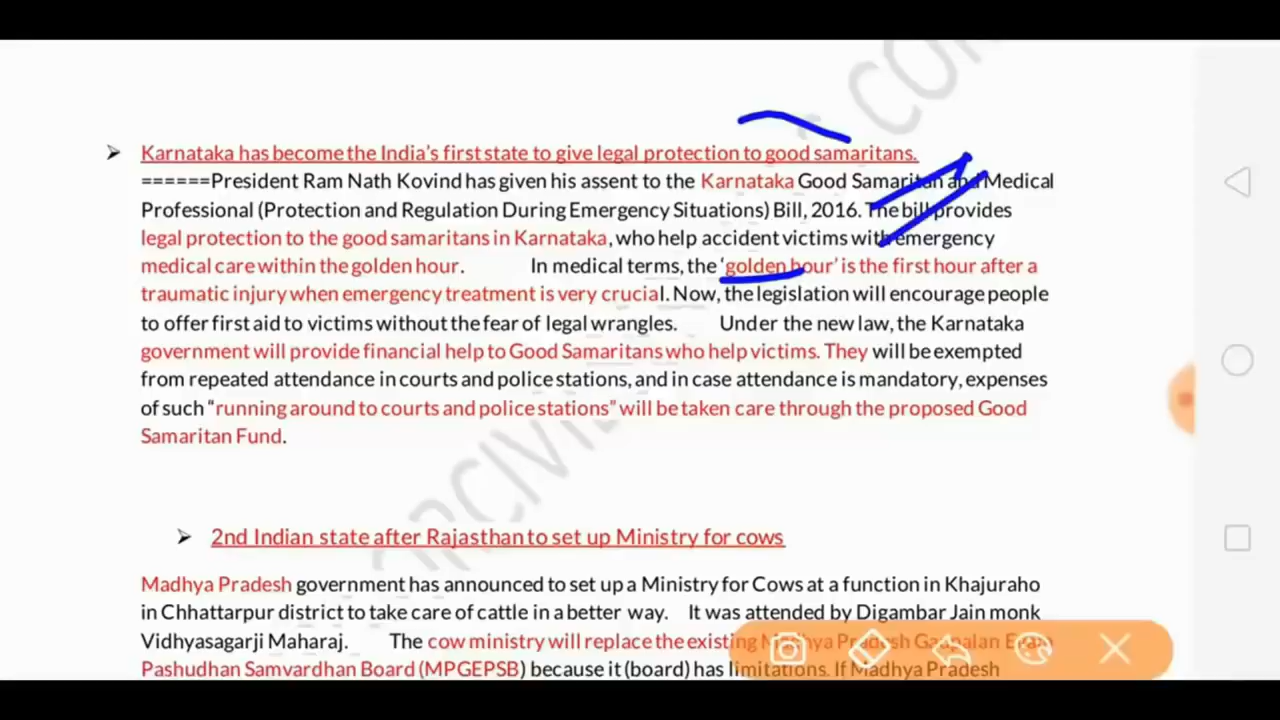 Karnataka has become the India's first state to give legal protection to good samaritans.
======President Ram Nath Kovind has given his assent to the Karnataka Good Samaritan and Medical
Professional (Protection and Regulation During Emergency Situations) Bill, 2016. The bill provides
legal protection to the good samaritans in Karnataka, who help accident victims with emergency
medical care within the golden hour. In medical terms, the ‘golden hour’ is the first hour after a
traumatic injury when emergency treatment is very crucial. Now, the legislation will encourage people
to offer first aid to victims without the fear of legal wrangles. Under the new law, the Karnataka
government will provide financial help to Good Samaritans who help victims. They will be exempted
from repeated attendance in courts and police stations, and in case attendance is mandatory, expenses
of such “running around to courts and police stations” will be taken care through the proposed Good
Samaritan Fund.
2nd Indian state after Rajasthan to set up Ministry for cows
Madhya Pradesh government has announced to set up a Ministry for Cows at a function in Khajuraho
in Chhattarpur district to take care of cattle in a better way. It was attended by Digambar Jain monk
Vidhyasagarji Maharaj. The cow ministry will replace the existing Madhya Pradesh
Pashudhan Samvardhan Board (MPGEPSB) because it (board) has limitations. If Madhya Pradesh